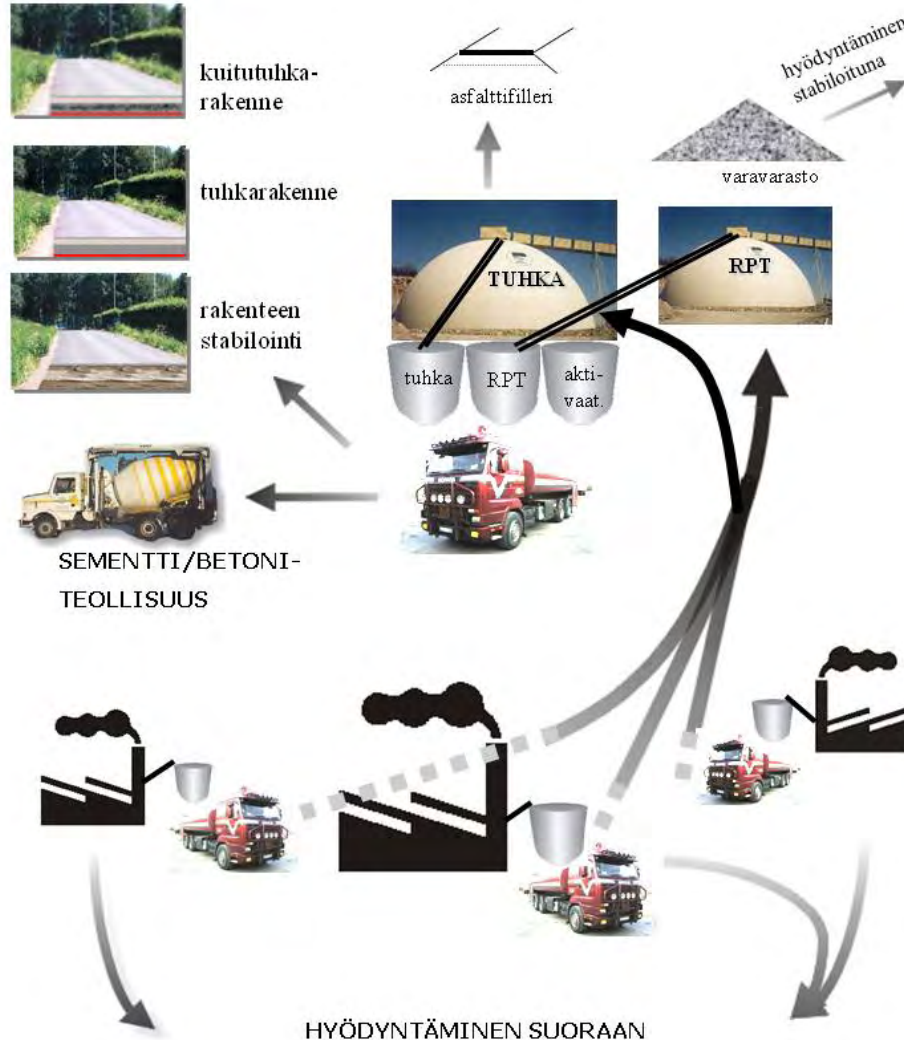 kuitutuhka-
rakenne
tuhkarakenne
rakenteen
stabilointi
asfalttifilleri
hyödyntäminen
stabiloituna
varavarasto
TUHKA
RPT
tuhka
RPT
akti-
vaat.
SEMENTTI/BETONI-
TEOLLISUUS
HYÖDYNTÄMINEN SUORAAN